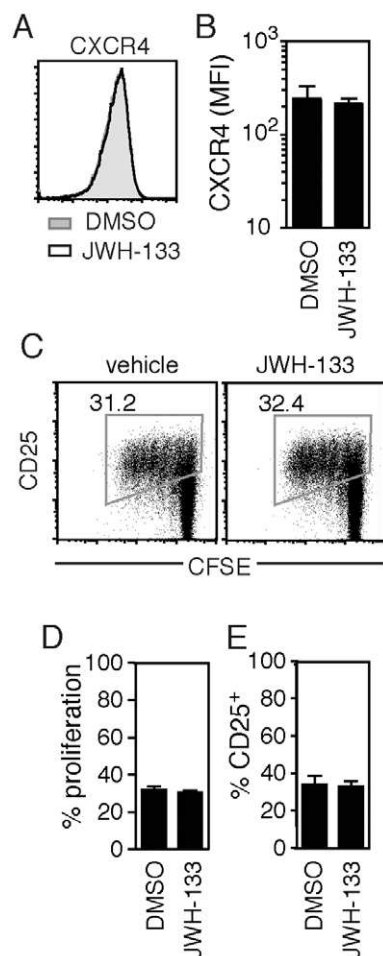 A
CXCR4
DMSO
JWH-133
B
CXCR4 (MFI)
10³
10²
10
DMSO
JWH-133
C
vehicle
JWH-133
31.2
32.4
CD25
CFSE
D
% proliferation
100
80
60
40
20
0
DMSO
JWH-133
E
% CD25⁺
100
80
60
40
20
0
DMSO
JWH-133